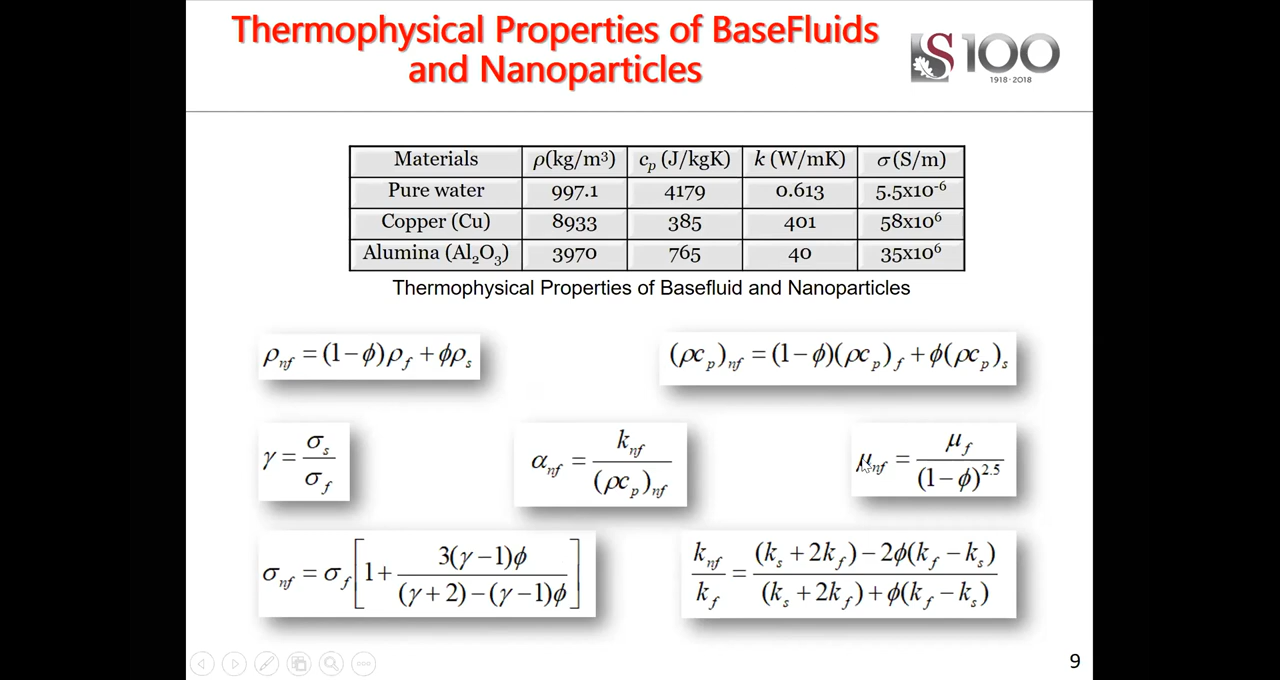 Thermophysical Properties of BaseFluids
and Nanoparticles
S100
1918·2018
Materials ρ(kg/m³) cₚ (J/kgK) k (W/mK) σ (S/m)
Pure water 997.1 4179 0.613 5.5x10⁻⁶
Copper (Cu) 8933 385 401 58x10⁶
Alumina (Al₂O₃) 3970 765 40 35x10⁶
Thermophysical Properties of Basefluid and Nanoparticles
ρ_nf = (1−ϕ)ρ_f + ϕρ_s
(ρc_p)_nf = (1−ϕ)(ρc_p)_f + ϕ(ρc_p)_s
γ = σ_s / σ_f
α_nf = k_nf / (ρc_p)_nf
μ_nf = μ_f / (1−ϕ)^2.5
σ_nf = σ_f [1 + 3(γ−1)ϕ / ((γ+2)−(γ−1)ϕ)]
k_nf / k_f = ((k_s + 2k_f) − 2ϕ(k_f − k_s)) / ((k_s + 2k_f) + ϕ(k_f − k_s))
9